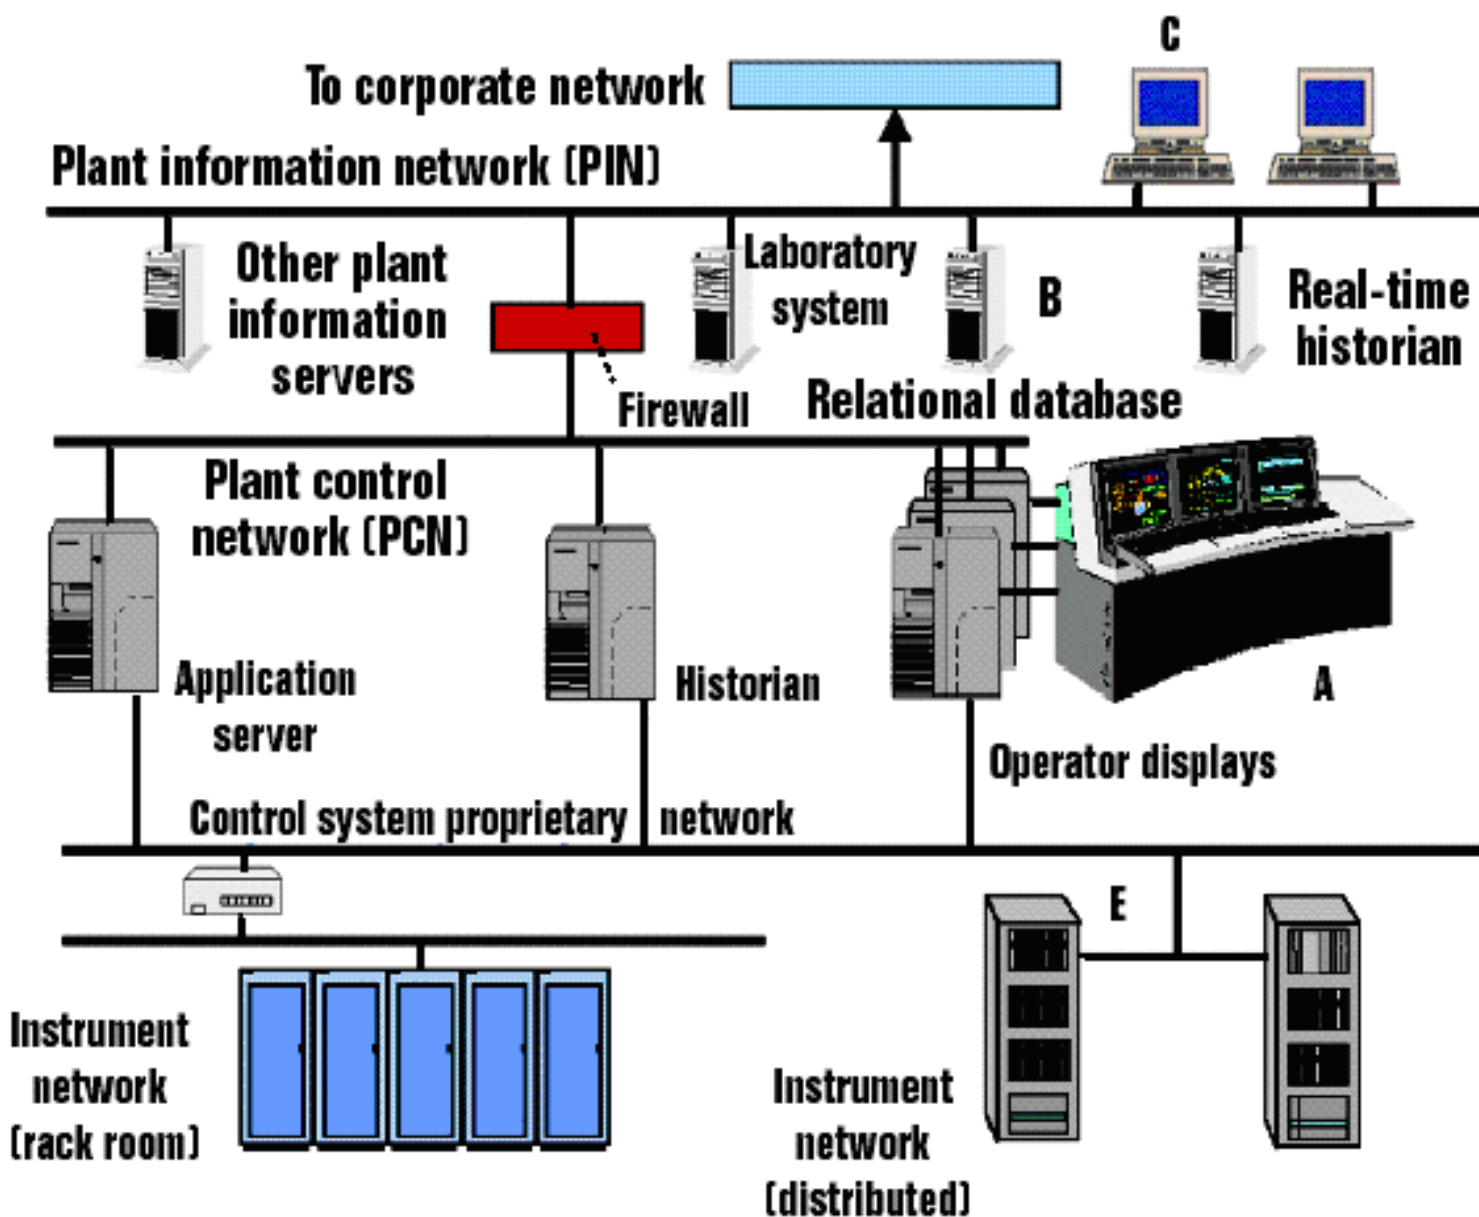 C
To corporate network
Plant information network (PIN)
Other plant
information
servers
Laboratory
system
B
Real-time
historian
Firewall
Relational database
Plant control
network (PCN)
Application
server
Historian
A
Operator displays
Control system proprietary network
E
Instrument
network
(rack room)
Instrument
network
(distributed)